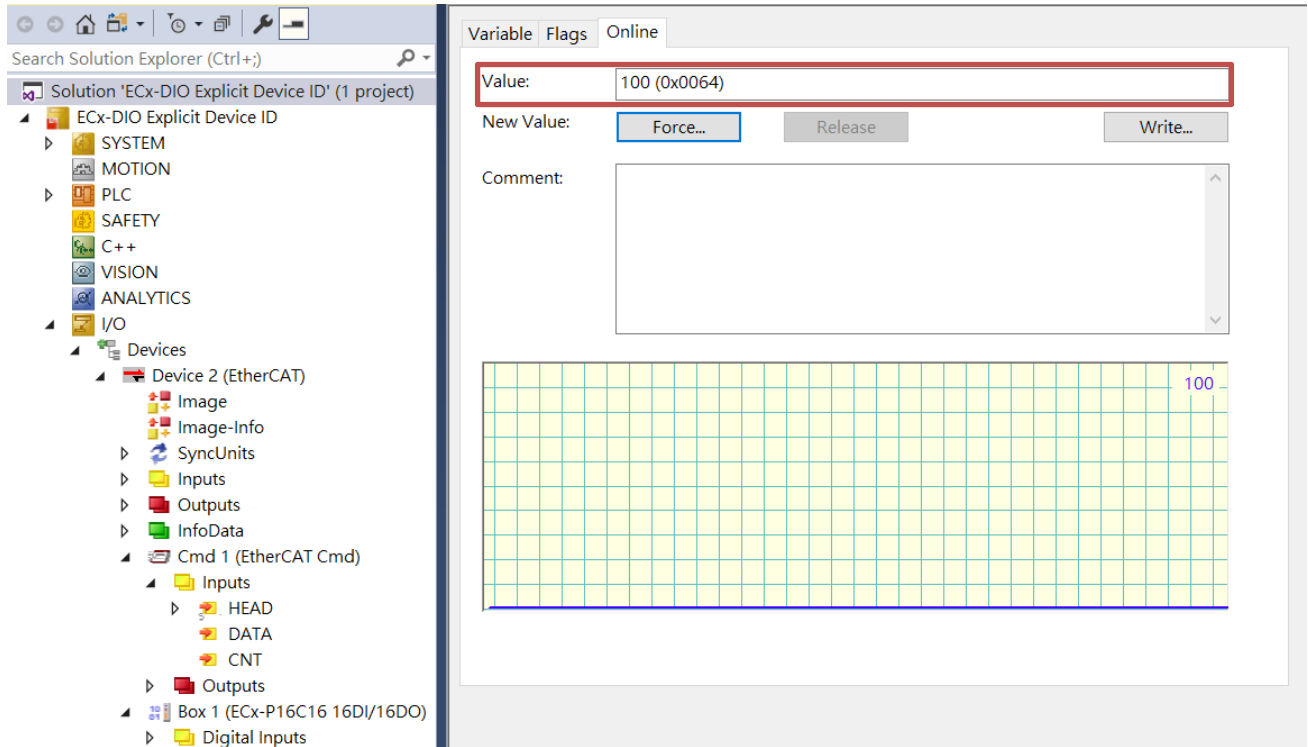 Search Solution Explorer (Ctrl+;)
Solution 'ECx-DIO Explicit Device ID' (1 project)
ECx-DIO Explicit Device ID
SYSTEM
MOTION
PLC
SAFETY
C++
VISION
ANALYTICS
I/O
Devices
Device 2 (EtherCAT)
Image
Image-Info
SyncUnits
Inputs
Outputs
InfoData
Cmd 1 (EtherCAT Cmd)
Inputs
HEAD
DATA
CNT
Outputs
Box 1 (ECx-P16C16 16DI/16DO)
Digital Inputs
Variable Flags Online
Value: 100 (0x0064)
New Value: Force... Release Write...
Comment:
100